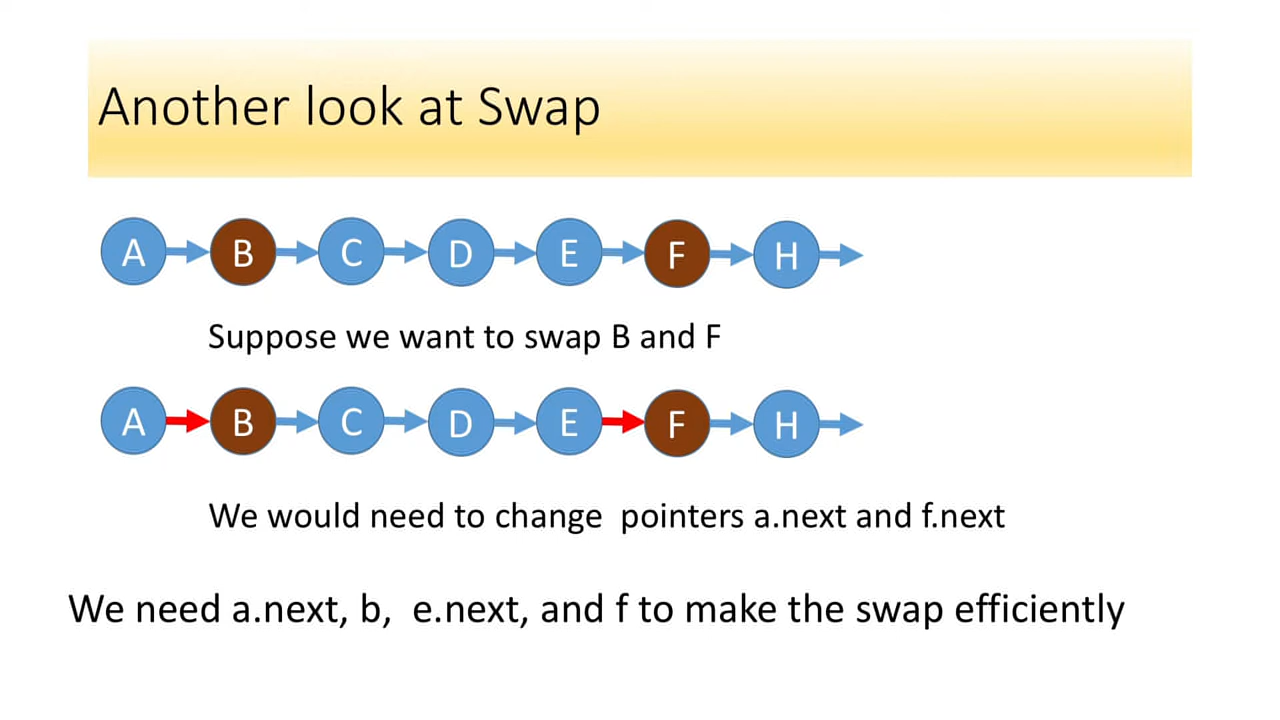 Another look at Swap
A B C D E F H
Suppose we want to swap B and F
A B C D E F H
We would need to change  pointers a.next and f.next
We need a.next, b,  e.next, and f to make the swap efficiently